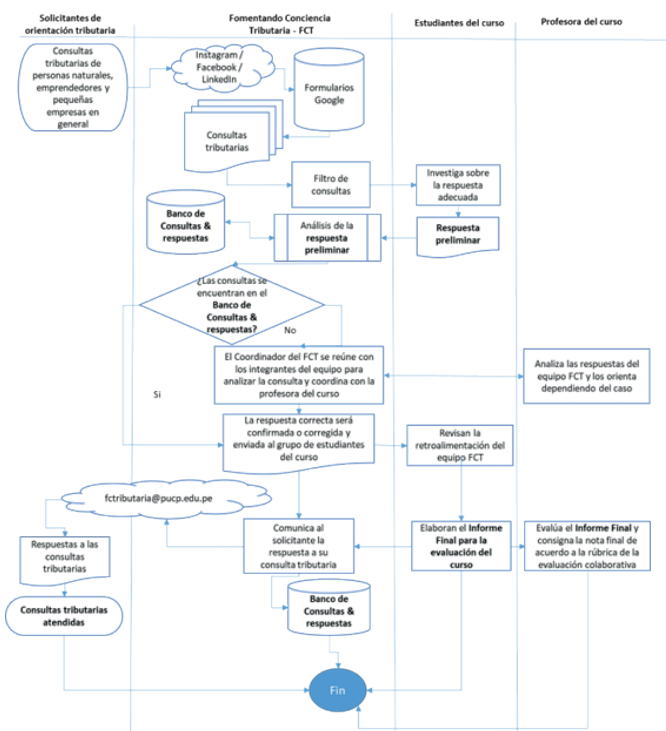 Solicitantes de
orientación tributaria
Fomentando Conciencia
Tributaria - FCT
Estudiantes del curso
Profesora del curso
Consultas
tributarias de
personas naturales,
emprendedores y
pequeñas
empresas en
general
Instagram /
Facebook /
LinkedIn
Formularios
Google
Consultas
tributarias
Filtro de
consultas
Investiga sobre
la respuesta
adecuada
Banco de
Consultas &
respuestas
Análisis de la
respuesta
preliminar
Respuesta
preliminar
¿Las consultas se
encuentran en el
Banco de
Consultas &
respuestas?
No
Si
El Coordinador del FCT se reúne con
los integrantes del equipo para
analizar la consulta y coordina con la
profesora del curso
Analiza las respuestas del
equipo FCT y los orienta
dependiendo del caso
La respuesta correcta será
confirmada o corregida y
enviada al grupo de estudiantes
del curso
Revisan la
retroalimentación del
equipo FCT
fctributaria@pucp.edu.pe
Respuestas a las
consultas
tributarias
Comunica al
solicitante la
respuesta a su
consulta tributaria
Elaboran el Informe
Final para la
evaluación del
curso
Evalúa el Informe Final y
consigna la nota final de
acuerdo a la rúbrica de la
evaluación colaborativa
Consultas tributarias
atendidas
Banco de
Consultas &
respuestas
Fin